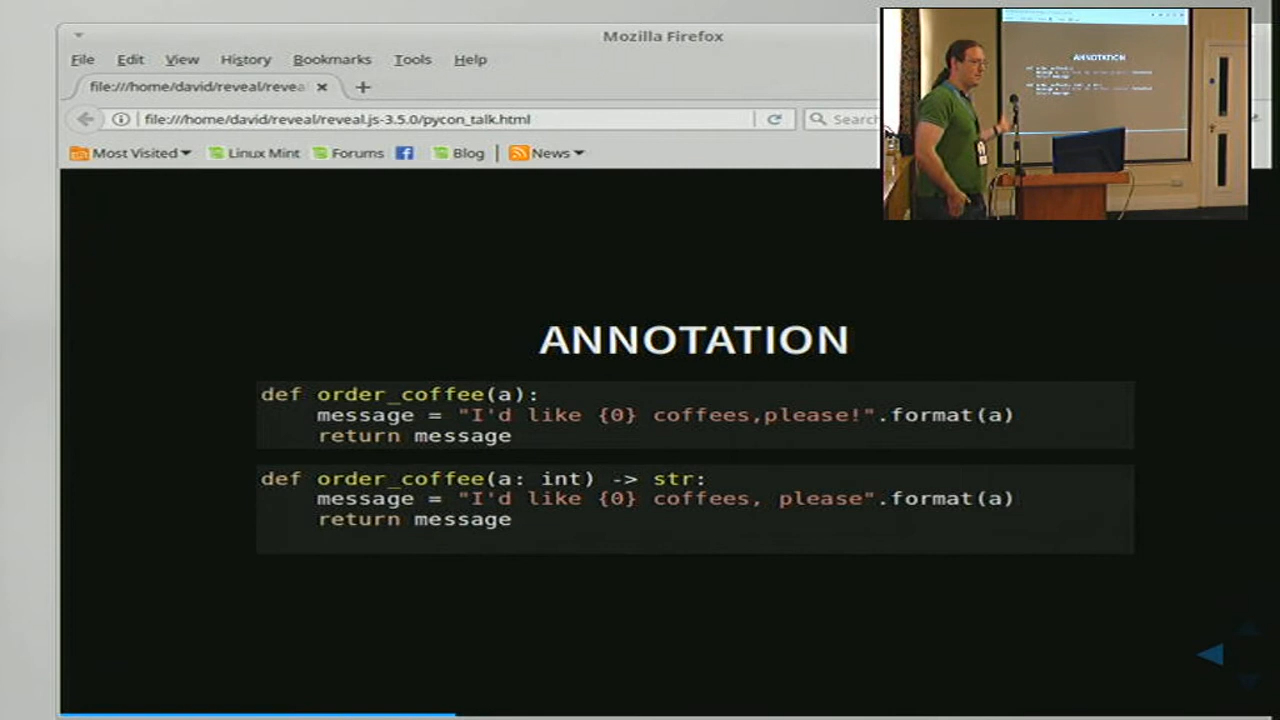 Mozilla Firefox
File Edit View History Bookmarks Tools Help
file:///home/david/reveal/revea
file:///home/david/reveal/reveal.js-3.5.0/pycon_talk.html
Search
Most Visited Linux Mint Forums Blog News
ANNOTATION
ANNOTATION
def order_coffee(a):
message = "I'd like {0} coffees,please!".format(a)
return message
def order_coffee(a: int) -> str:
message = "I'd like {0} coffees, please".format(a)
return message